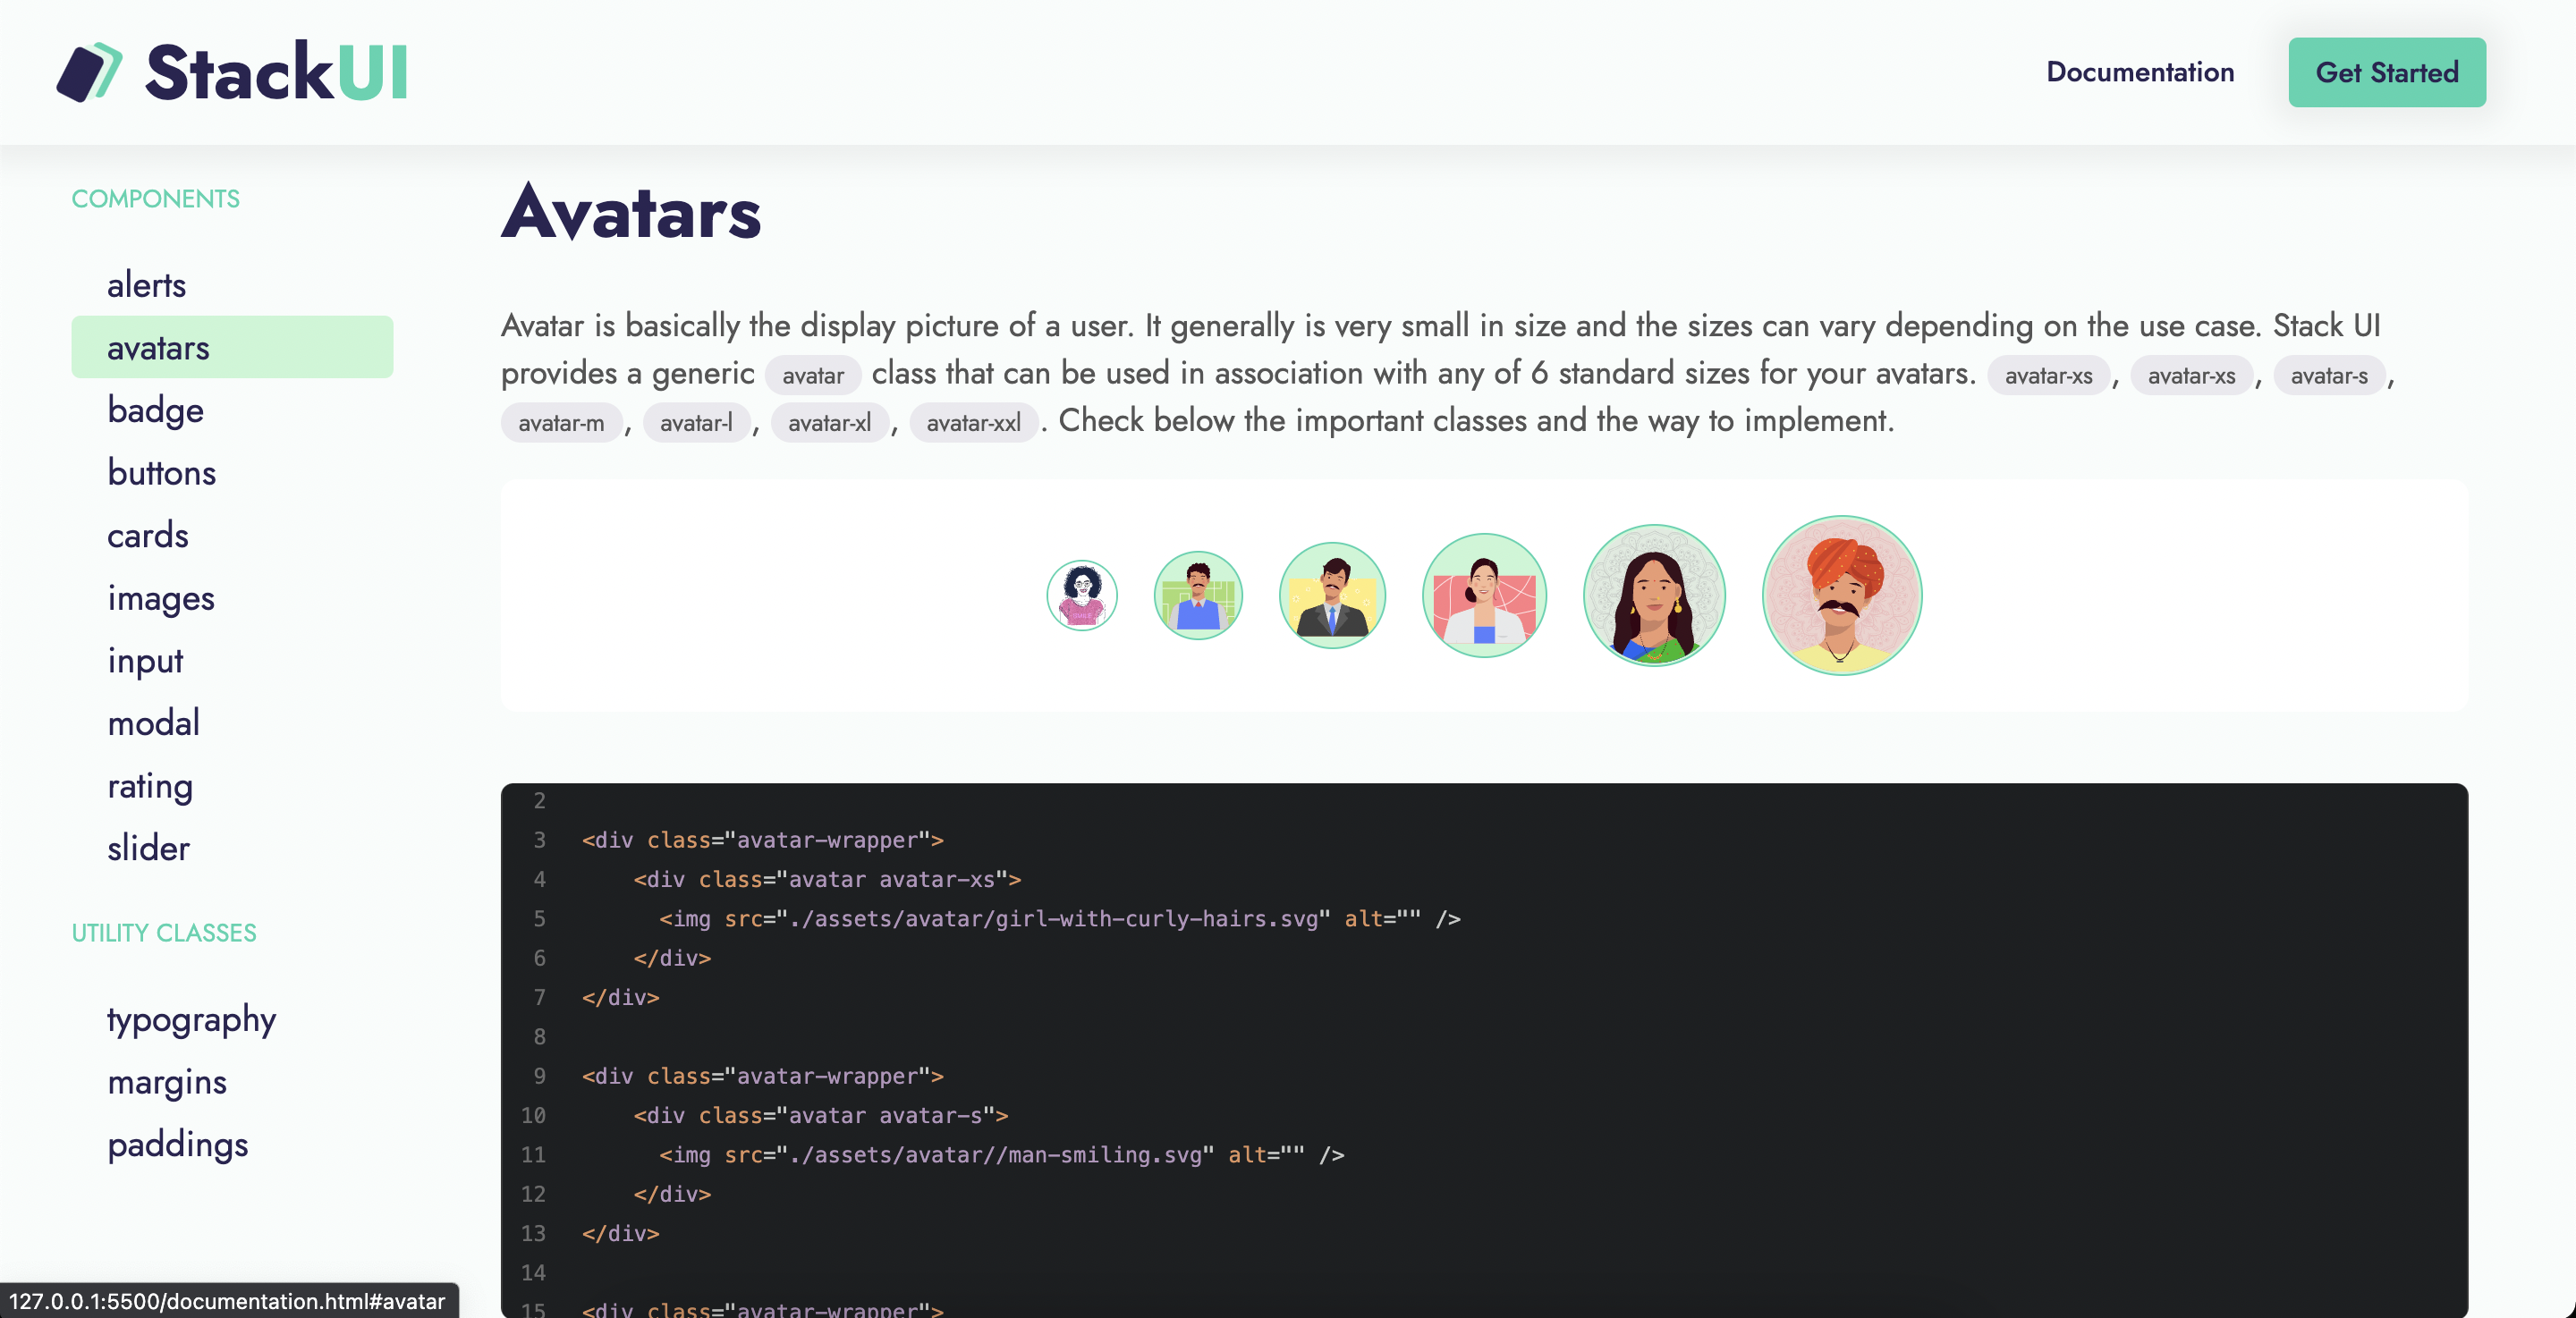 StackUI
Documentation
Get Started
COMPONENTS
alerts
avatars
badge
buttons
cards
images
input
modal
rating
slider
UTILITY CLASSES
typography
margins
paddings
Avatars
Avatar is basically the display picture of a user. It generally is very small in size and the sizes can vary depending on the use case. Stack UI
provides a generic avatar class that can be used in association with any of 6 standard sizes for your avatars. avatar-xs , avatar-xs , avatar-s ,
avatar-m , avatar-l , avatar-xl , avatar-xxl . Check below the important classes and the way to implement.
2
3 <div class="avatar-wrapper">
4 <div class="avatar avatar-xs">
5 <img src="./assets/avatar/girl-with-curly-hairs.svg" alt="" />
6 </div>
7 </div>
8
9 <div class="avatar-wrapper">
10 <div class="avatar avatar-s">
11 <img src="./assets/avatar//man-smiling.svg" alt="" />
12 </div>
13 </div>
14
15 <div class="avatar-wrapper">
127.0.0.1:5500/documentation.html#avatar